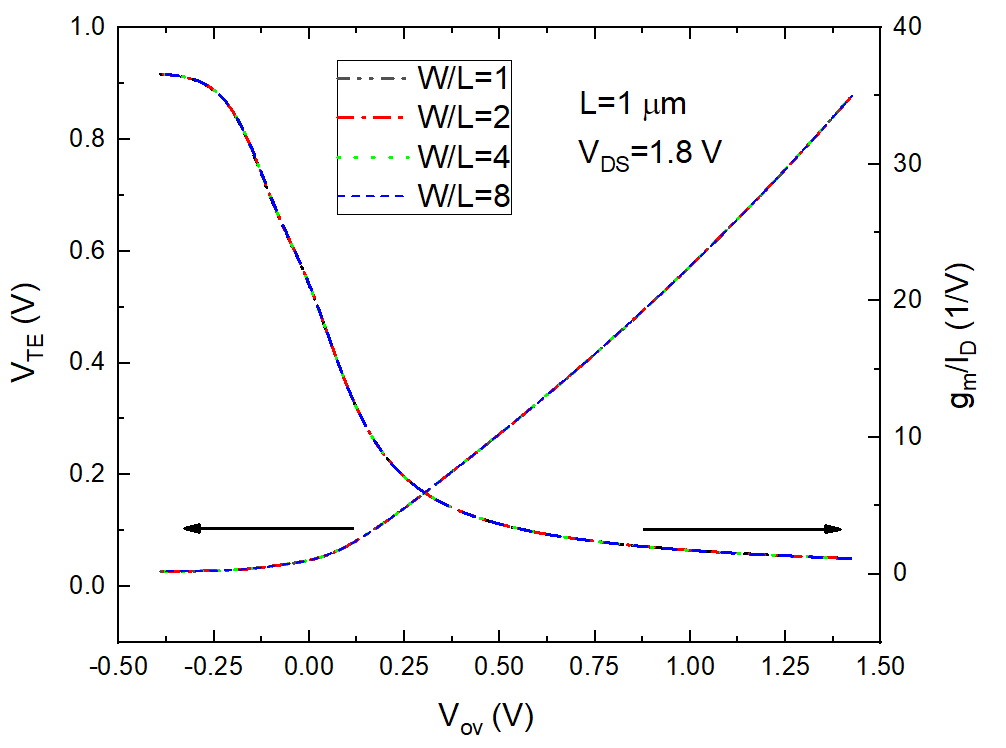 1.0
0.8
0.6
0.4
0.2
0.0
V_TE (V)
W/L=1
W/L=2
W/L=4
W/L=8
L=1 μm
V_DS=1.8 V
40
30
20
10
0
g_m/I_D (1/V)
-0.50 -0.25 0.00 0.25 0.50 0.75 1.00 1.25 1.50
V_ov (V)